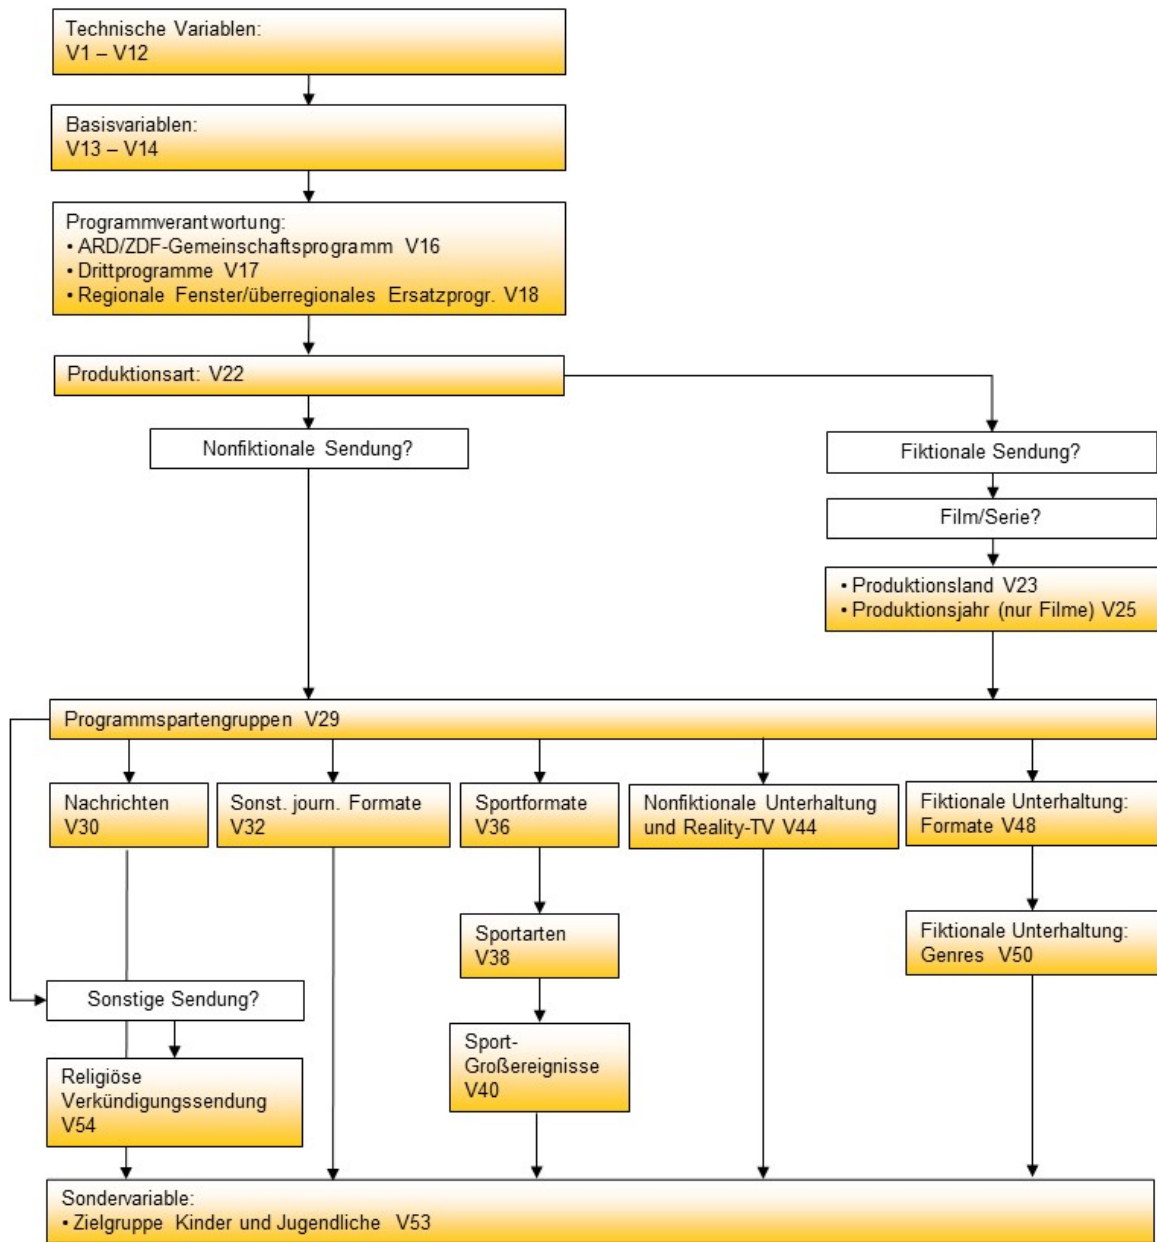 Technische Variablen:
V1 – V12
Basisvariablen:
V13 – V14
Programmverantwortung:
• ARD/ZDF-Gemeinschaftsprogramm V16
• Drittprogramme V17
• Regionale Fenster/überregionales Ersatzprogr. V18
Produktionsart: V22
Nonfiktionale Sendung?
Fiktionale Sendung?
Film/Serie?
• Produktionsland V23
• Produktionsjahr (nur Filme) V25
Programmspartengruppen V29
Nachrichten
V30
Sonst. journ. Formate
V32
Sportformate
V36
Nonfiktionale Unterhaltung
und Reality-TV V44
Fiktionale Unterhaltung:
Formate V48
Sportarten
V38
Fiktionale Unterhaltung:
Genres V50
Sonstige Sendung?
Sport-
Großereignisse
V40
Religiöse
Verkündigungssendung
V54
Sondervariable:
• Zielgruppe Kinder und Jugendliche V53